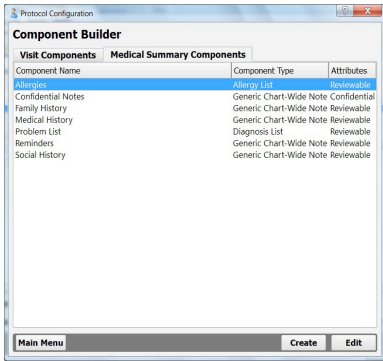 Protocol Configuration
Component Builder
Visit Components Medical Summary Components
Component Name Component Type Attributes
Allergies Allergy List Reviewable
Confidential Notes Generic Chart-Wide Note Confidential
Family History Generic Chart-Wide Note Reviewable
Medical History Generic Chart-Wide Note Reviewable
Problem List Diagnosis List Reviewable
Reminders Generic Chart-Wide Note Reviewable
Social History Generic Chart-Wide Note Reviewable
Main Menu Create Edit